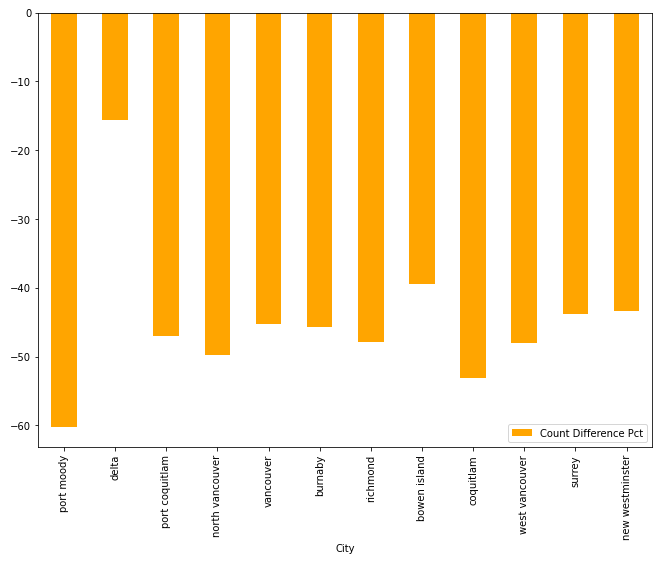 0
−10
−20
−30
−40
−50
−60
port moody
delta
port coquitlam
north vancouver
vancouver
burnaby
richmond
bowen island
coquitlam
west vancouver
surrey
new westminster
City
Count Difference Pct